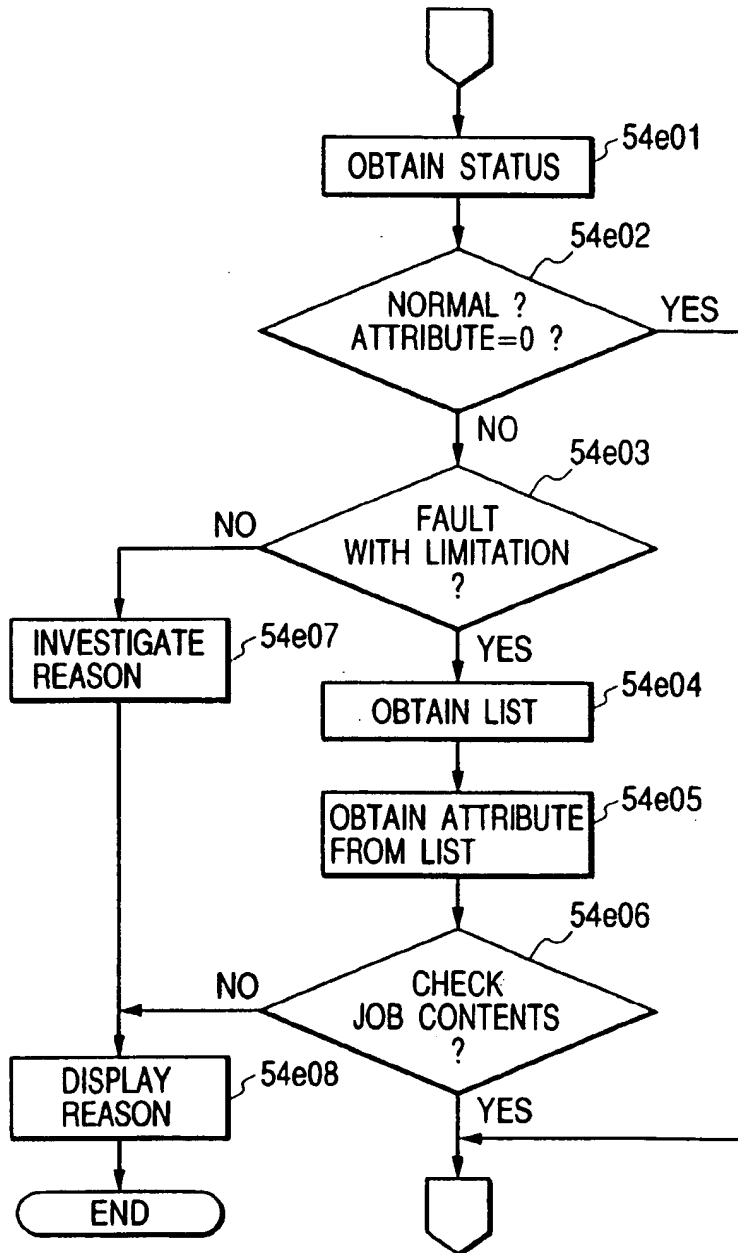 54e01
OBTAIN STATUS
54e02
NORMAL ?
ATTRIBUTE=0 ?
YES
NO
54e03
FAULT
WITH LIMITATION
?
NO
YES
INVESTIGATE
REASON
54e07
54e04
OBTAIN LIST
54e05
OBTAIN ATTRIBUTE
FROM LIST
54e06
CHECK
JOB CONTENTS
?
NO
YES
DISPLAY
REASON
54e08
END